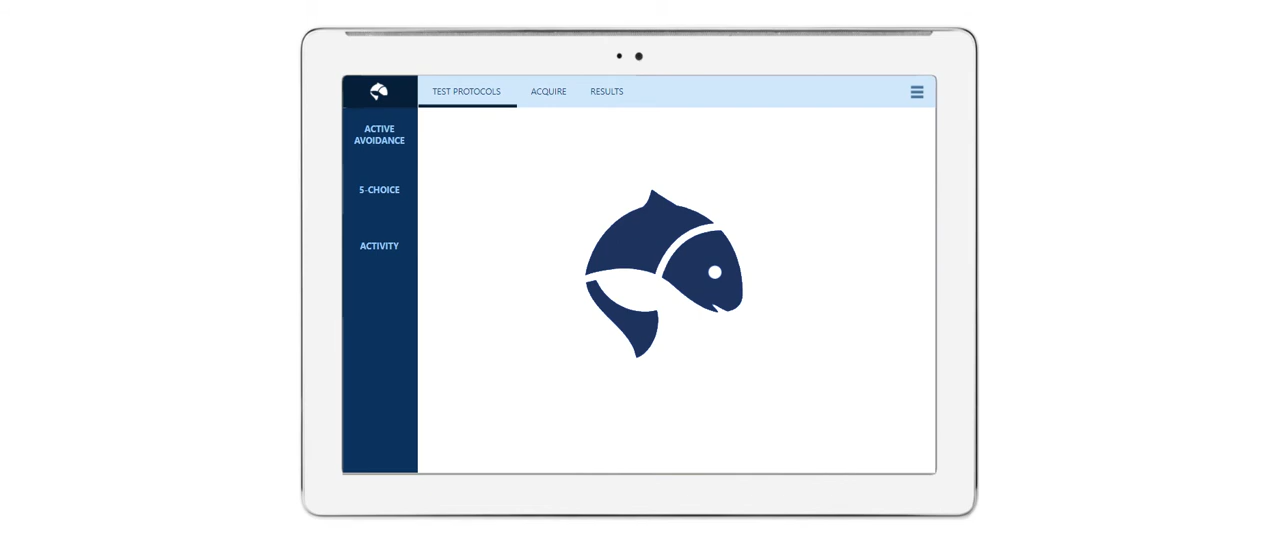 TEST PROTOCOLS
ACQUIRE
RESULTS
ACTIVE
AVOIDANCE
5-CHOICE
ACTIVITY